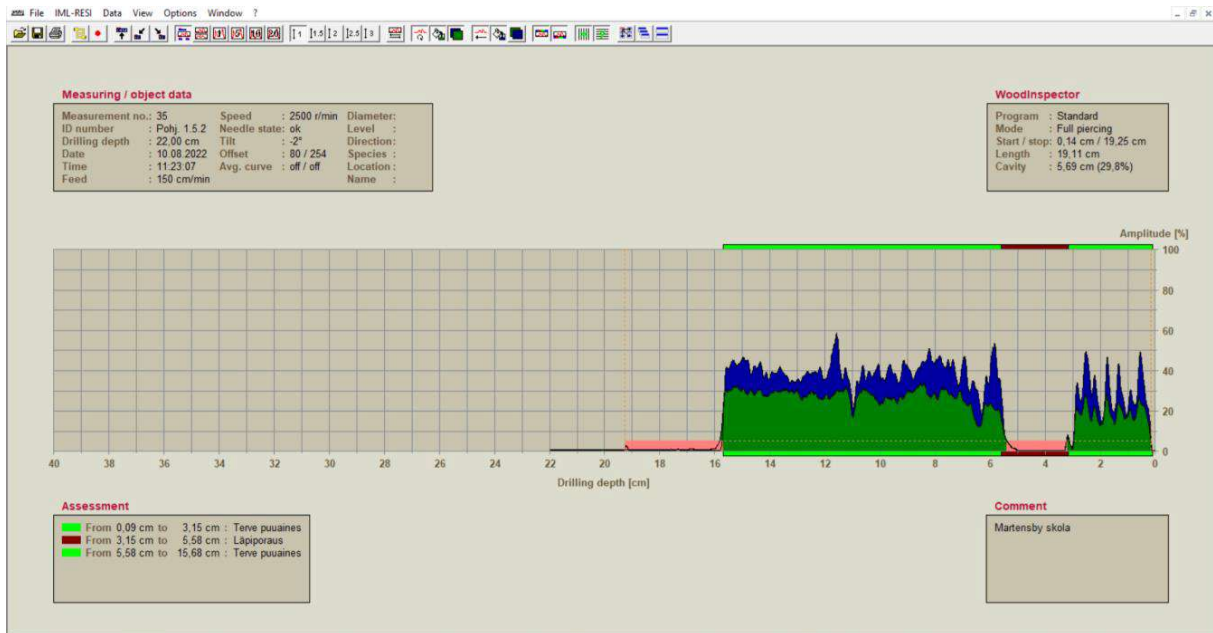 File IML-RESI Data View Options Window ?
1 1.5 2 2.5 3
Measuring / object data
Measurement no.: 35 Speed : 2500 r/min Diameter:
ID number : Pohj. 1.5.2 Needle state: ok Level :
Drilling depth : 22,00 cm Tilt : -2° Direction:
Date : 10.08.2022 Offset : 80 / 254 Species :
Time : 11:23:07 Avg. curve : off / off Location :
Feed : 150 cm/min Name :
WoodInspector
Program : Standard
Mode : Full piercing
Start / stop: 0,14 cm / 19,25 cm
Length : 19,11 cm
Cavity : 5,69 cm (29,8%)
Amplitude [%]
100
80
60
40
20
0
40 38 36 34 32 30 28 26 24 22 20 18 16 14 12 10 8 6 4 2 0
Drilling depth [cm]
Assessment
From 0,09 cm to 3,15 cm : Terve puuaines
From 3,15 cm to 5,58 cm : Läpiporaus
From 5,58 cm to 15,68 cm : Terve puuaines
Comment
Martensby skola